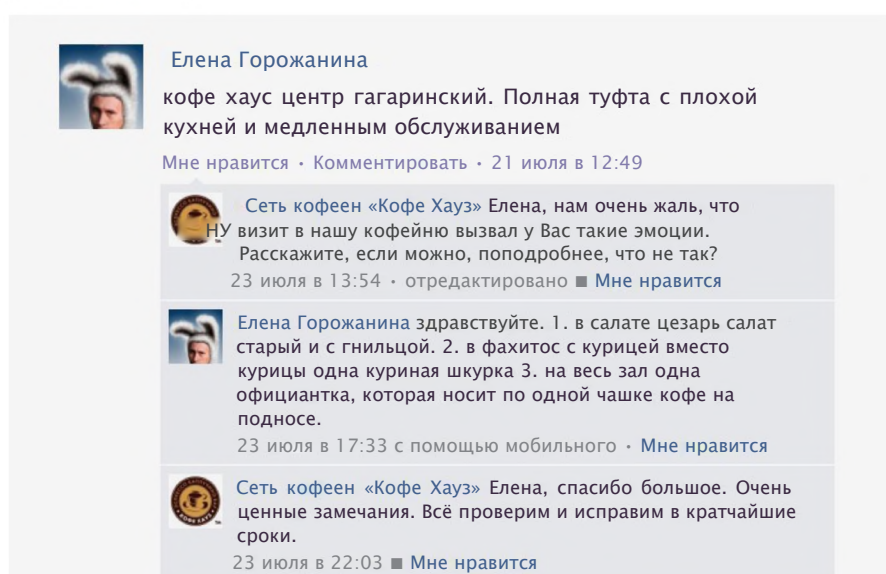 Елена Горожанина
кофе хаус центр гагаринский. Полная туфта с плохой
кухней и медленным обслуживанием
Мне нравится · Комментировать · 21 июля в 12:49
Сеть кофеен «Кофе Хауз» Елена, нам очень жаль, что
НУ визит в нашу кофейню вызвал у Вас такие эмоции.
Расскажите, если можно, поподробнее, что не так?
23 июля в 13:54 · отредактировано ■ Мне нравится
Елена Горожанина здравствуйте. 1. в салате цезарь салат
старый и с гнильцой. 2. в фахитос с курицей вместо
курицы одна куриная шкурка 3. на весь зал одна
официантка, которая носит по одной чашке кофе на
подносе.
23 июля в 17:33 с помощью мобильного · Мне нравится
Сеть кофеен «Кофе Хауз» Елена, спасибо большое. Очень
ценные замечания. Всё проверим и исправим в кратчайшие
сроки.
23 июля в 22:03 ■ Мне нравится